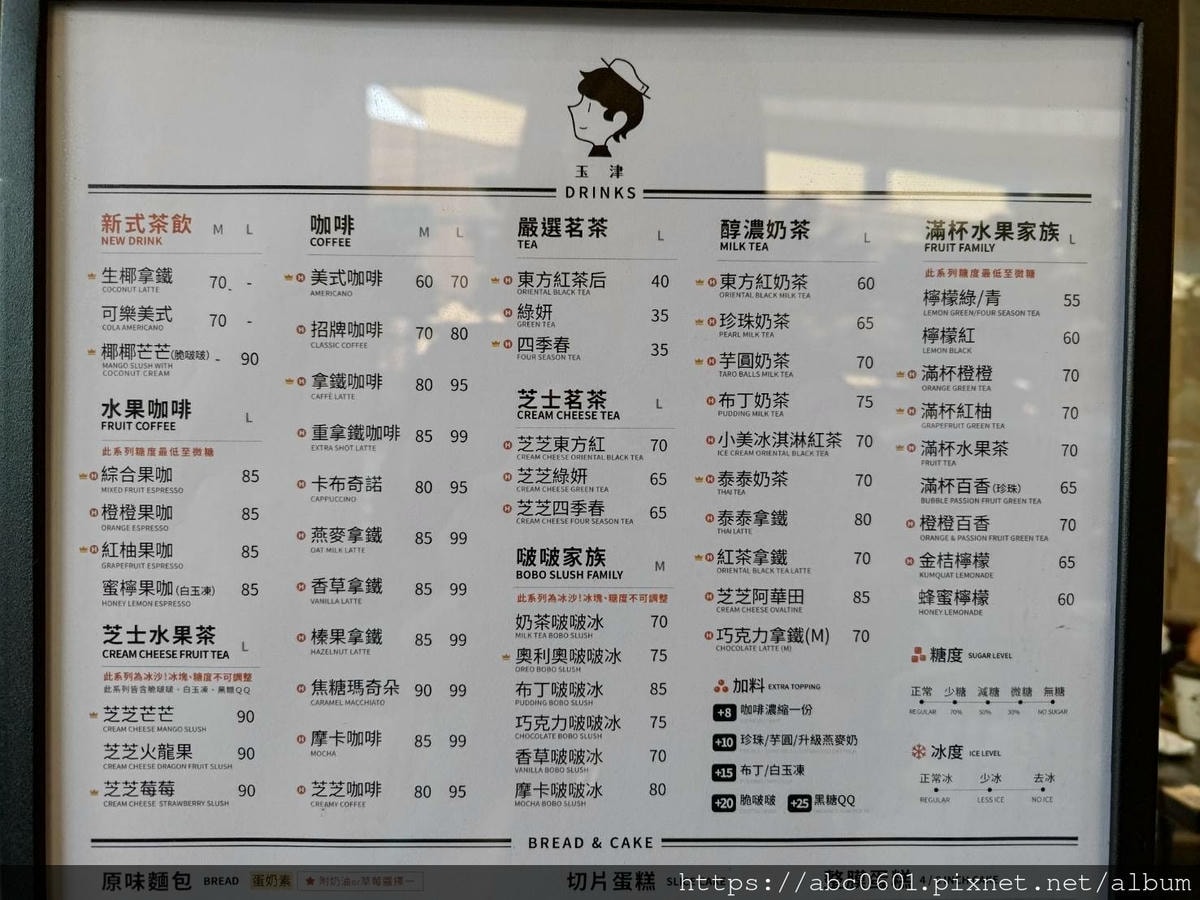 玉 津
DRINKS
新式茶飲 M L
NEW DRINK
生椰拿鐵 70 -
COCONUT LATTE
可樂美式 70 -
COLA AMERICANO
椰椰芒芒(脆啵啵) - 90
MANGO SLUSH WITH
COCONUT CREAM
水果咖啡 L
FRUIT COFFEE
此系列糖度最低至微糖
H 綜合果咖 85
MIXED FRUIT ESPRESSO
H 橙橙果咖 85
ORANGE ESPRESSO
H 紅柚果咖 85
GRAPEFRUIT ESPRESSO
蜜檸果咖(白玉凍) 85
HONEY LEMON ESPRESSO
芝士水果茶 L
CREAM CHEESE FRUIT TEA
此系列為冰沙!冰塊、糖度不可調整
此系列皆含脆啵啵、白玉凍、黑糖QQ
芝芝芒芒 90
CREAM CHEESE MANGO SLUSH
芝芝火龍果 90
CREAM CHEESE DRAGON FRUIT SLUSH
芝芝莓莓 90
CREAM CHEESE STRAWBERRY SLUSH
咖啡 M L
COFFEE
H 美式咖啡 60 70
AMERICANO
H 招牌咖啡 70 80
CLASSIC COFFEE
H 拿鐵咖啡 80 95
CAFFÈ LATTE
H 重拿鐵咖啡 85 99
EXTRA SHOT LATTE
H 卡布奇諾 80 95
CAPPUCCINO
H 燕麥拿鐵 85 99
OAT MILK LATTE
H 香草拿鐵 85 99
VANILLA LATTE
H 榛果拿鐵 85 99
HAZELNUT LATTE
H 焦糖瑪奇朵 90 99
CARAMEL MACCHIATO
H 摩卡咖啡 85 99
MOCHA
H 芝芝咖啡 80 95
CREAMY COFFEE
嚴選茗茶 L
TEA
H 東方紅茶后 40
ORIENTAL BLACK TEA
H 綠妍 35
GREEN TEA
H 四季春 35
FOUR SEASON TEA
芝士茗茶 L
CREAM CHEESE TEA
H 芝芝東方紅 70
CREAM CHEESE ORIENTAL BLACK TEA
H 芝芝綠妍 65
CREAM CHEESE GREEN TEA
H 芝芝四季春 65
CREAM CHEESE FOUR SEASON TEA
啵啵家族 M
BOBO SLUSH FAMILY
此系列為冰沙!冰塊、糖度不可調整
奶茶啵啵冰 70
MILK TEA BOBO SLUSH
奧利奧啵啵冰 75
OREO BOBO SLUSH
布丁啵啵冰 85
PUDDING BOBO SLUSH
巧克力啵啵冰 75
CHOCOLATE BOBO SLUSH
香草啵啵冰 70
VANILLA BOBO SLUSH
摩卡啵啵冰 80
MOCHA BOBO SLUSH
醇濃奶茶 L
MILK TEA
H 東方紅奶茶 60
ORIENTAL BLACK MILK TEA
H 珍珠奶茶 65
PEARL MILK TEA
H 芋圓奶茶 70
TARO BALLS MILK TEA
H 布丁奶茶 75
PUDDING MILK TEA
H 小美冰淇淋紅茶 70
ICE CREAM ORIENTAL BLACK TEA
H 泰泰奶茶 70
THAI TEA
H 泰泰拿鐵 80
THAI LATTE
H 紅茶拿鐵 70
ORIENTAL BLACK TEA LATTE
H 芝芝阿華田 85
CREAM CHEESE OVALTINE
H 巧克力拿鐵(M) 70
CHOCOLATE LATTE (M)
加料 EXTRA TOPPING
+8 咖啡濃縮一份
+10 珍珠/芋圓/升級燕麥奶
+15 布丁/白玉凍
+20 脆啵啵 +25 黑糖QQ
滿杯水果家族 L
FRUIT FAMILY
此系列糖度最低至微糖
檸檬綠/青 55
LEMON GREEN/FOUR SEASON TEA
檸檬紅 60
LEMON BLACK
H 滿杯橙橙 70
ORANGE GREEN TEA
H 滿杯紅柚 70
GRAPEFRUIT GREEN TEA
H 滿杯水果茶 70
FRUIT TEA
滿杯百香(珍珠) 65
BUBBLE PASSION FRUIT GREEN TEA
H 橙橙百香 70
ORANGE & PASSION FRUIT GREEN TEA
H 金桔檸檬 65
KUMQUAT LEMONADE
蜂蜜檸檬 60
HONEY LEMONADE
糖度 SUGAR LEVEL
正常 少糖 減糖 微糖 無糖
REGULAR 70% 50% 30% NO SUGAR
冰度 ICE LEVEL
正常冰 少冰 去冰
REGULAR LESS ICE NO ICE
BREAD & CAKE
原味麵包 BREAD 蛋奶素 ★附奶油or草莓醬擇一
切片蛋糕
https://abc0601.pixnet.net/album